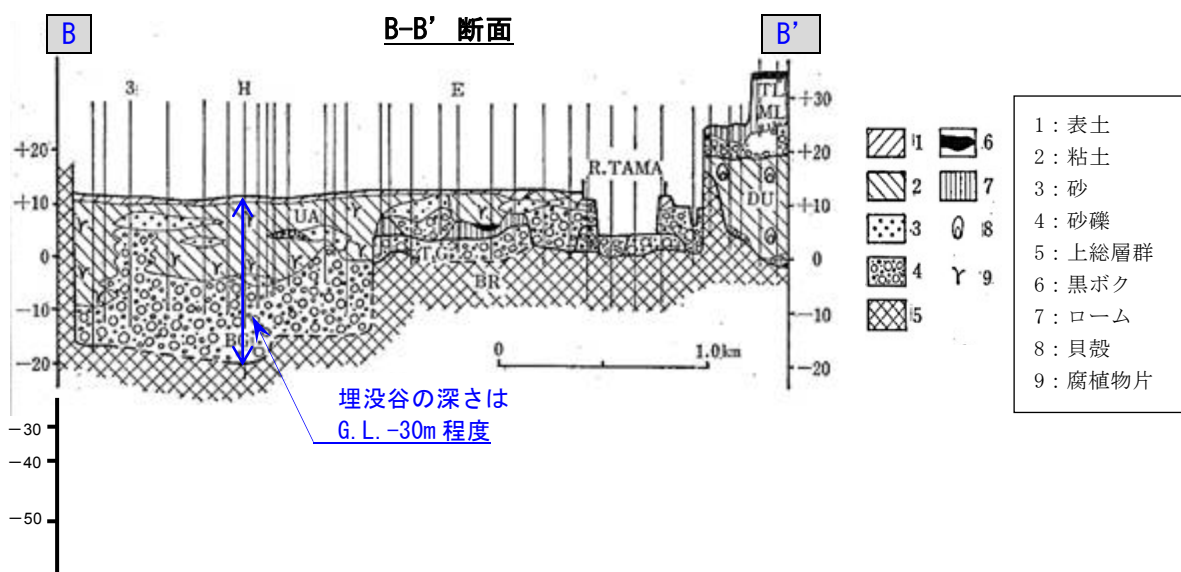 B
B-B' 断面
B'
3
H
E
+20
+10
0
-10
-20
-30
-40
-50
UA
BG
TG
BR
R.TAMA
TL
ML
DU
+30
+20
+10
0
-10
-20
0
1.0km
埋没谷の深さは
G.L.-30m 程度
1
2
3
4
5
6
7
8
9
1：表土
2：粘土
3：砂
4：砂礫
5：上総層群
6：黒ボク
7：ローム
8：貝殻
9：腐植物片